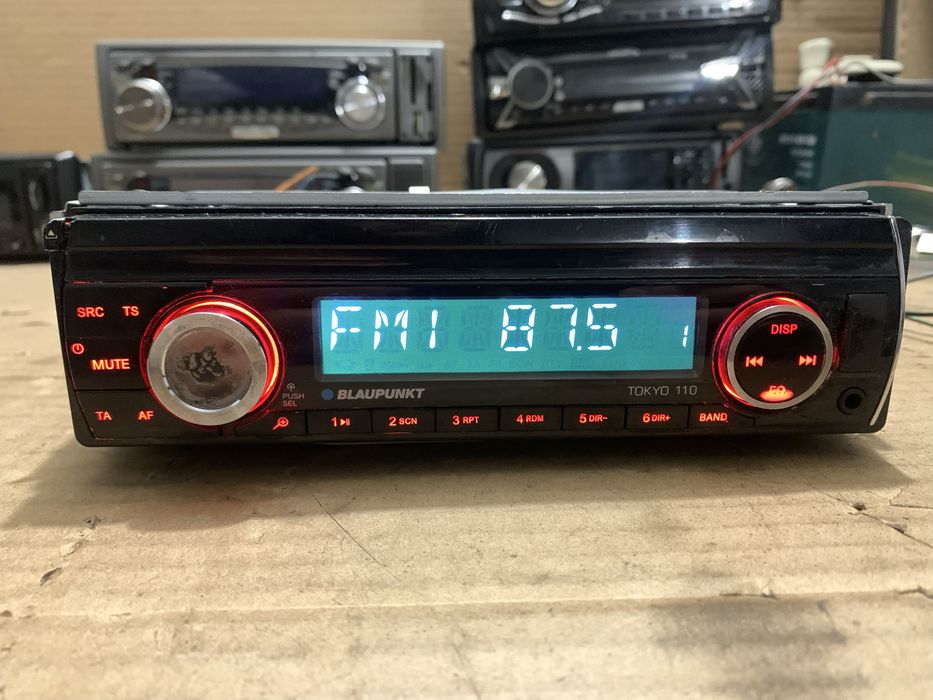 SRC TS
MUTE
TA AF
FM1 87.5 1
PUSH
SEL
BLAUPUNKT
TOKYO 110
1 2 SCN 3 RPT 4 RDM 5 DIR- 6 DIR+ BAND
DISP
EQ